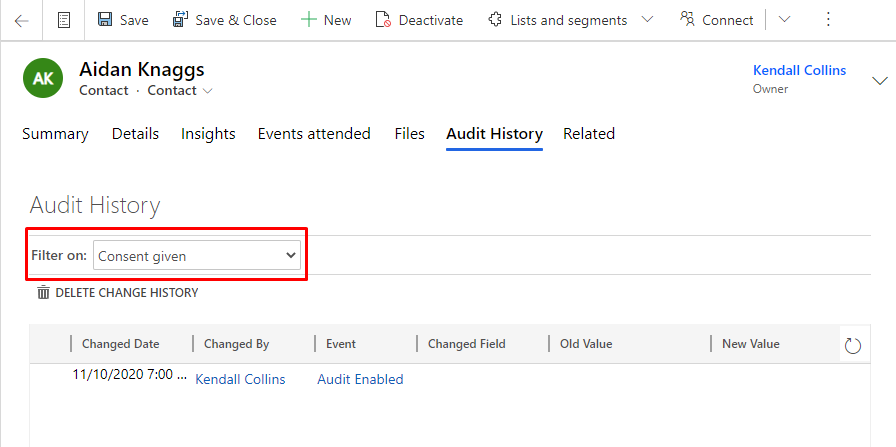 Save Save & Close New Deactivate Lists and segments Connect
AK
Aidan Knaggs
Contact · Contact
Kendall Collins
Owner
Summary Details Insights Events attended Files Audit History Related
Audit History
Filter on: Consent given
DELETE CHANGE HISTORY
Changed Date Changed By Event Changed Field Old Value New Value
11/10/2020 7:00 ... Kendall Collins Audit Enabled